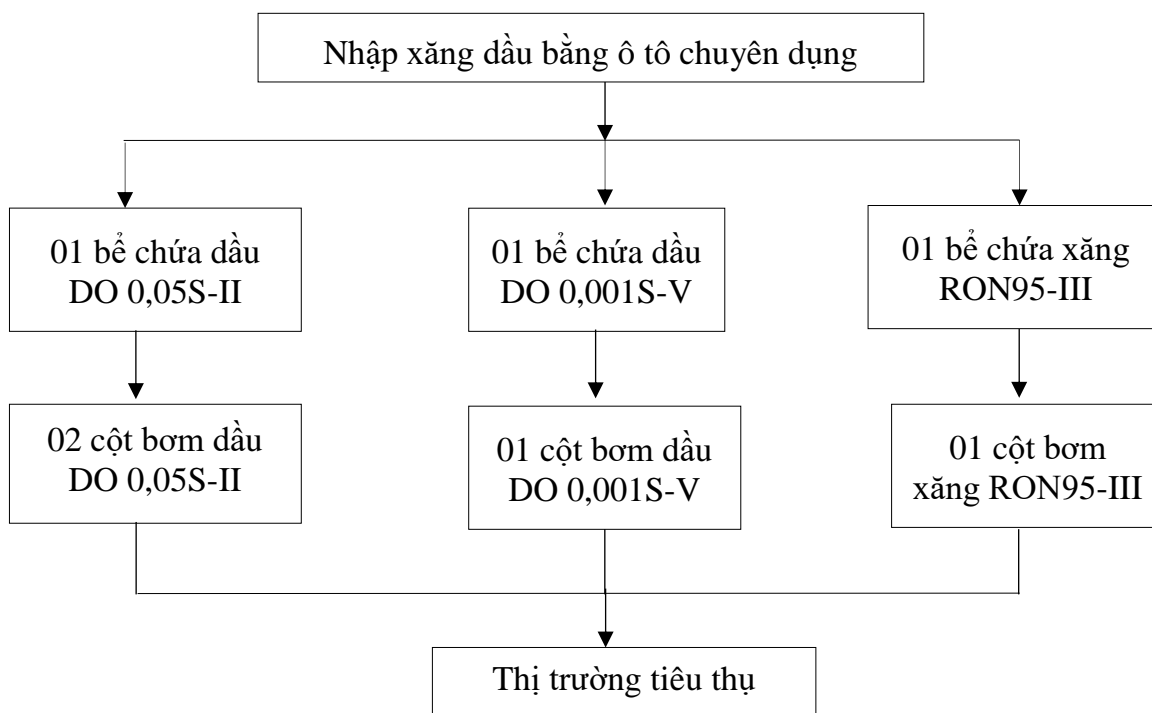 Nhập xăng dầu bằng ô tô chuyên dụng
01 bể chứa dầu
DO 0,05S-II
01 bể chứa dầu
DO 0,001S-V
01 bể chứa xăng
RON95-III
02 cột bơm dầu
DO 0,05S-II
01 cột bơm dầu
DO 0,001S-V
01 cột bơm
xăng RON95-III
Thị trường tiêu thụ